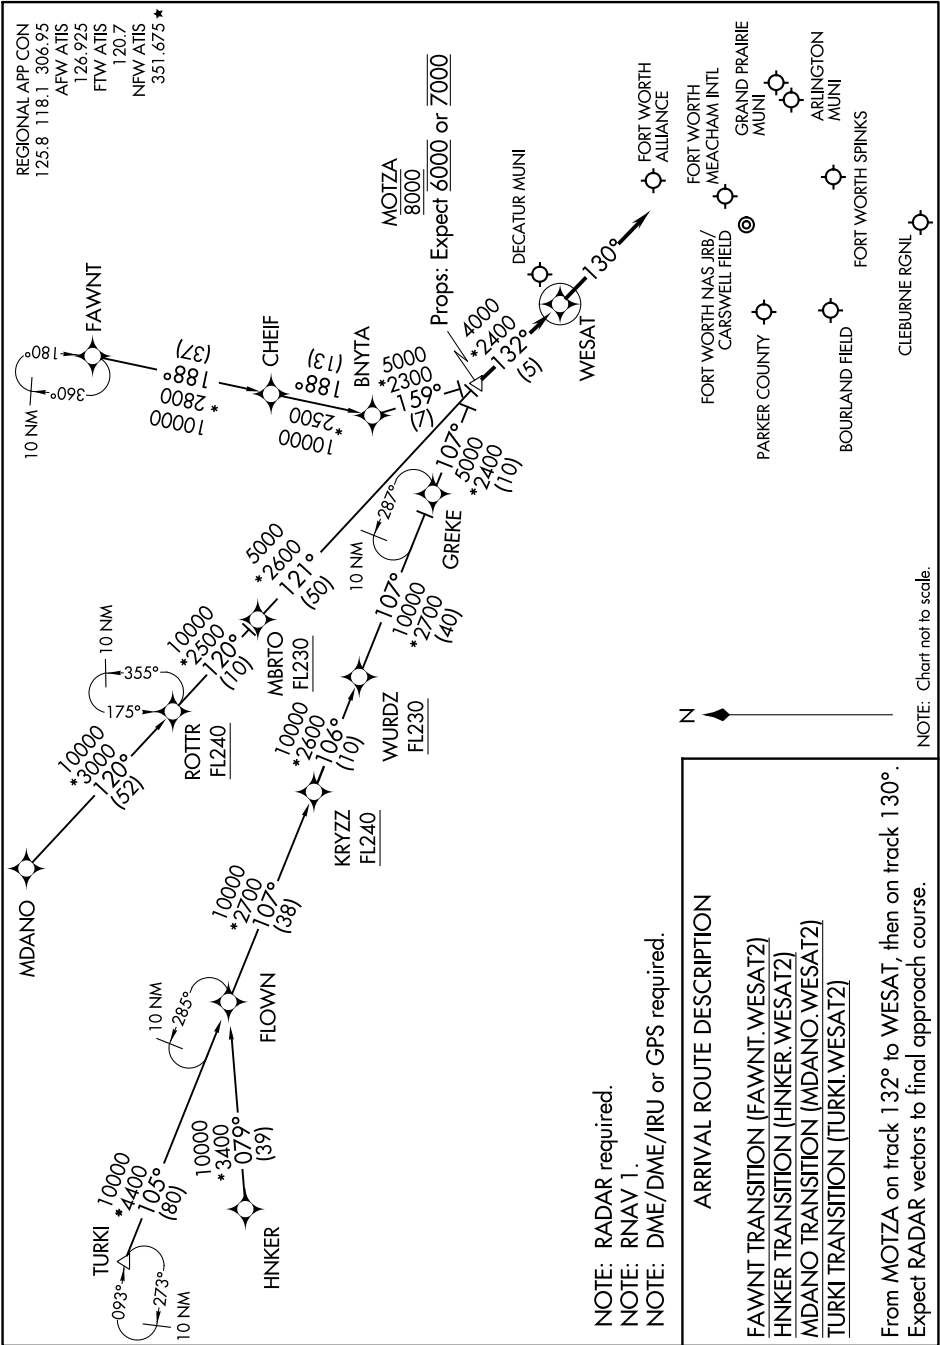 REGIONAL APP CON
125.8 118.1 306.95
AFW ATIS
126.925
FTW ATIS
120.7
NFW ATIS
351.675 ★
MDANO
10000
*3000
120°
(52)
ROTTR
FL240
175°
355°
10 NM
10000
*2500
120°
(10)
MBRTO
FL230
5000
*2600
121°
(50)
FAWNT
10 NM
180°
360°
10000
*2800
188°
(37)
CHEIF
10000
*2500
188°
(13)
BNYTA
5000
*2300
159°
(7)
TURKI
093°
273°
10 NM
10000
*4400
105°
(80)
HNKER
10000
*3400
079°
(39)
FLOWN
10 NM
285°
10000
*2700
107°
(38)
KRYZZ
FL240
10000
*2600
106°
(10)
WURDZ
FL230
107°
10000
*2700
(40)
GREKE
10 NM
287°
107°
5000
*2400
(10)
MOTZA
8000
Props: Expect 6000 or 7000
4000
*2400
132°
(5)
WESAT
130°
DECATUR MUNI
FORT WORTH
ALLIANCE
FORT WORTH
MEACHAM INTL
FORT WORTH NAS JRB/
CARSWELL FIELD
GRAND PRAIRIE
MUNI
ARLINGTON
MUNI
PARKER COUNTY
FORT WORTH SPINKS
BOURLAND FIELD
CLEBURNE RGNL
N
NOTE: Chart not to scale.
NOTE: RADAR required.
NOTE: RNAV 1.
NOTE: DME/DME/IRU or GPS required.
ARRIVAL ROUTE DESCRIPTION
FAWNT TRANSITION (FAWNT.WESAT2)
HNKER TRANSITION (HNKER.WESAT2)
MDANO TRANSITION (MDANO.WESAT2)
TURKI TRANSITION (TURKI.WESAT2)
From MOTZA on track 132° to WESAT, then on track 130°.
Expect RADAR vectors to final approach course.